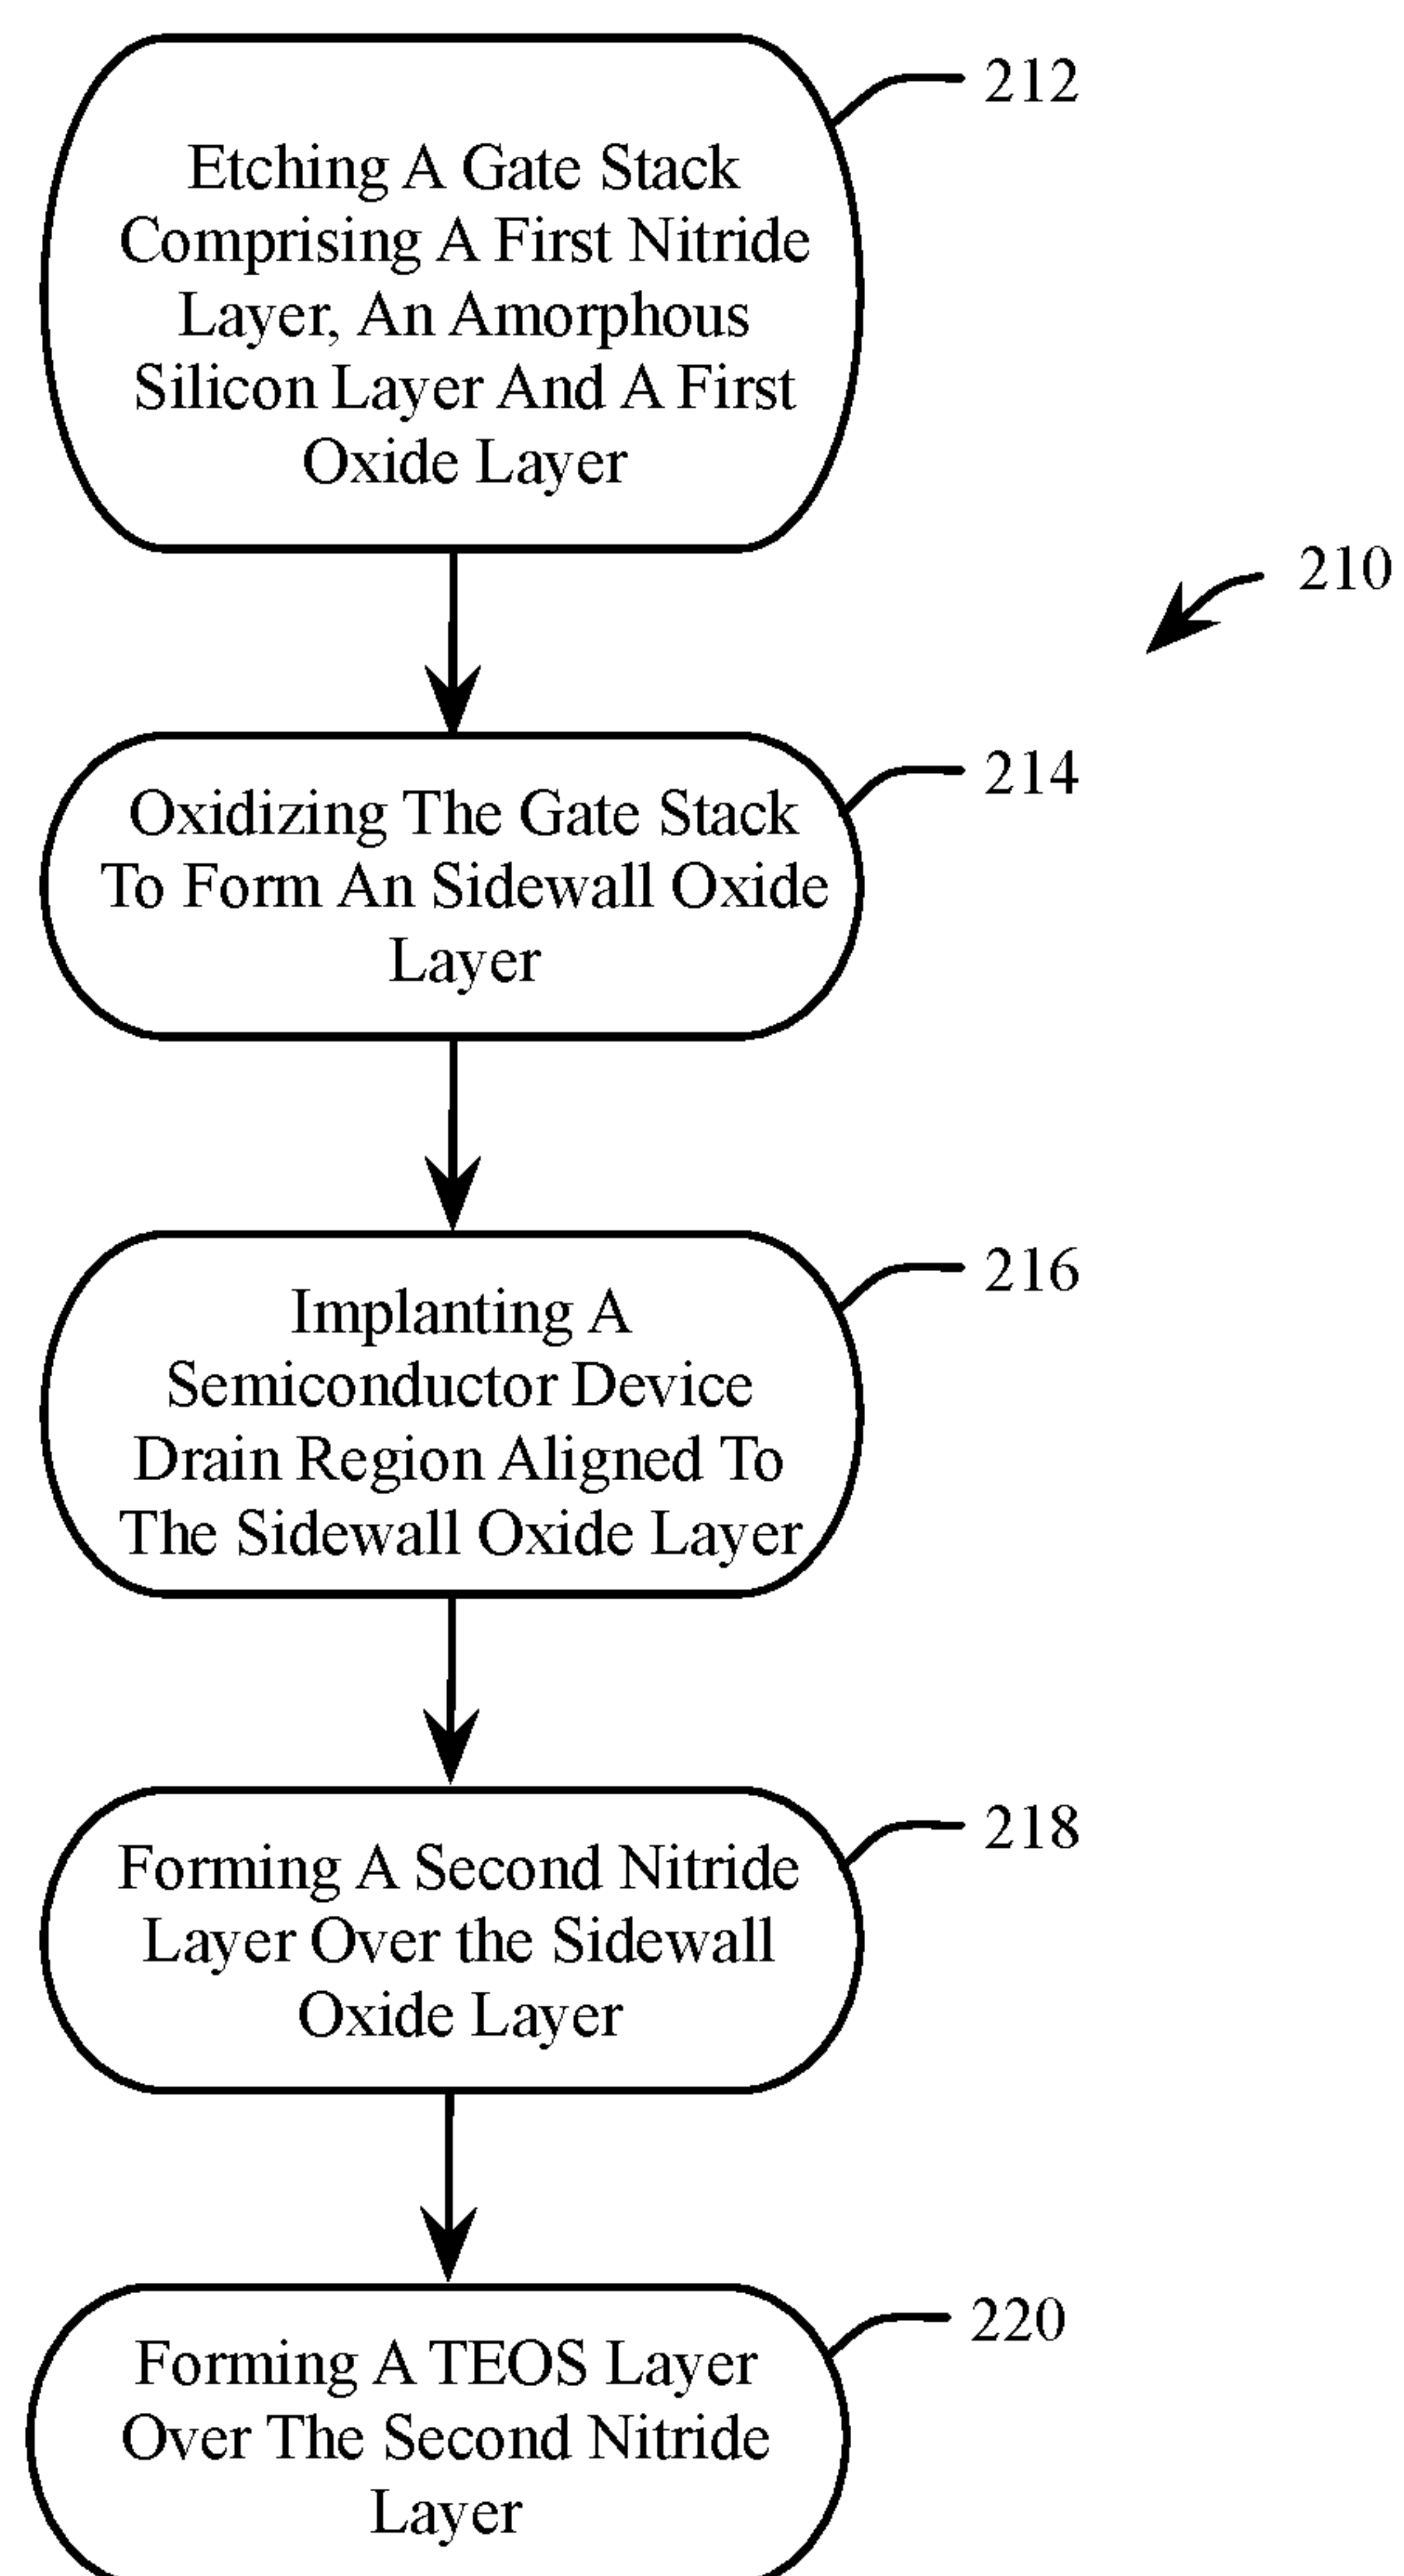 212
Etching A Gate Stack
Comprising A First Nitride
Layer, An Amorphous
Silicon Layer And A First
Oxide Layer
210
214
Oxidizing The Gate Stack
To Form An Sidewall Oxide
Layer
216
Implanting A
Semiconductor Device
Drain Region Aligned To
The Sidewall Oxide Layer
218
Forming A Second Nitride
Layer Over the Sidewall
Oxide Layer
220
Forming A TEOS Layer
Over The Second Nitride
Layer